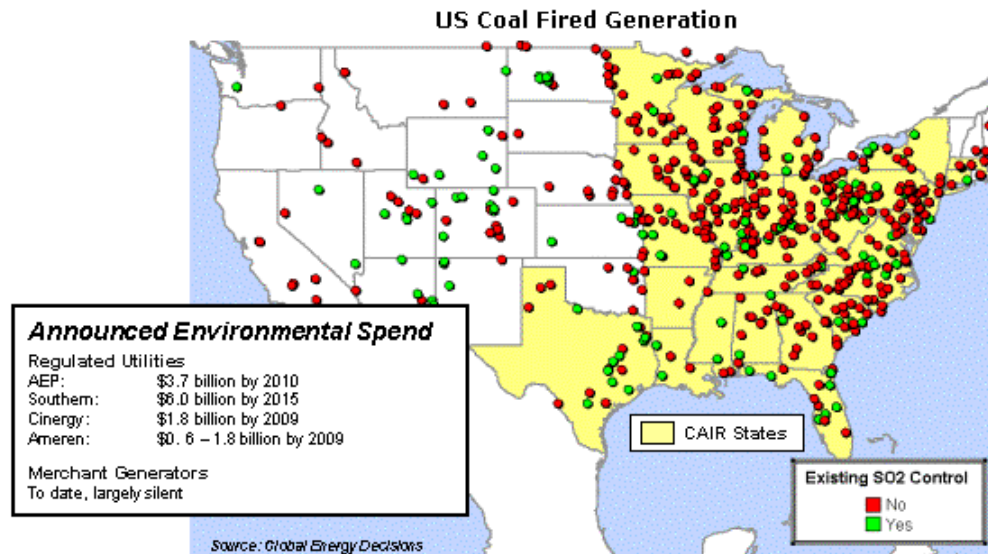 US Coal Fired Generation
Announced Environmental Spend
Regulated Utilities
AEP: $3.7 billion by 2010
Southern: $6.0 billion by 2015
Cinergy: $1.8 billion by 2009
Ameren: $0. 6 – 1.8 billion by 2009
Merchant Generators
To date, largely silent
CAIR States
Existing SO2 Control
No
Yes
Source: Global Energy Decisions